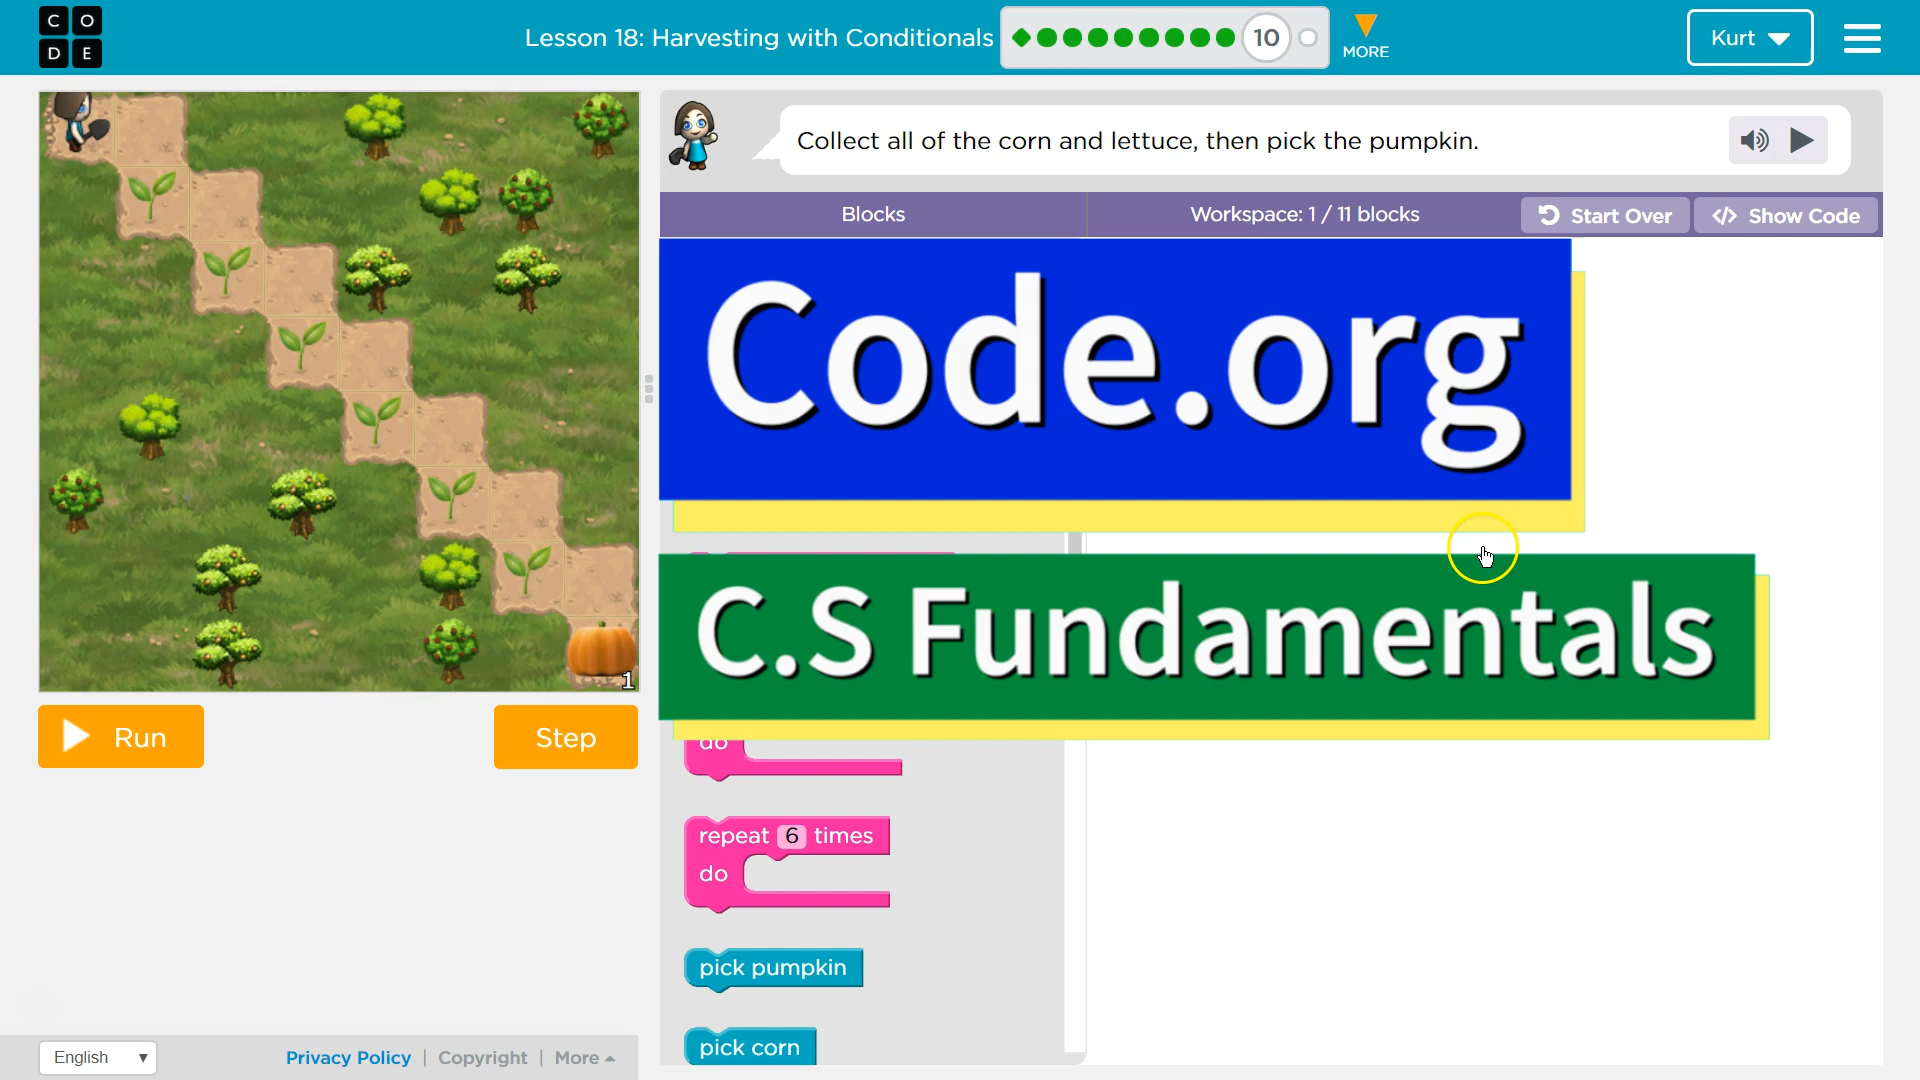 C O
D E
Lesson 18: Harvesting with Conditionals
10
MORE
Kurt
Collect all of the corn and lettuce, then pick the pumpkin.
Blocks
Workspace: 1 / 11 blocks
Start Over
</> Show Code
Code.org
C.S Fundamentals
1
Run
Step
do
repeat 6 times
do
pick pumpkin
pick corn
English
Privacy Policy | Copyright | More